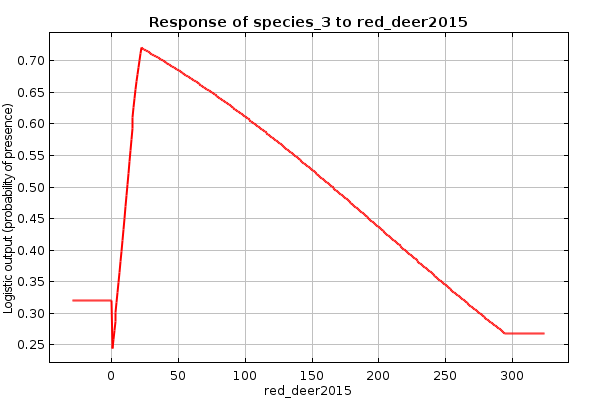 Response of species_3 to red_deer2015
Logistic output (probability of presence)
0.70
0.65
0.60
0.55
0.50
0.45
0.40
0.35
0.30
0.25
0 50 100 150 200 250 300
red_deer2015